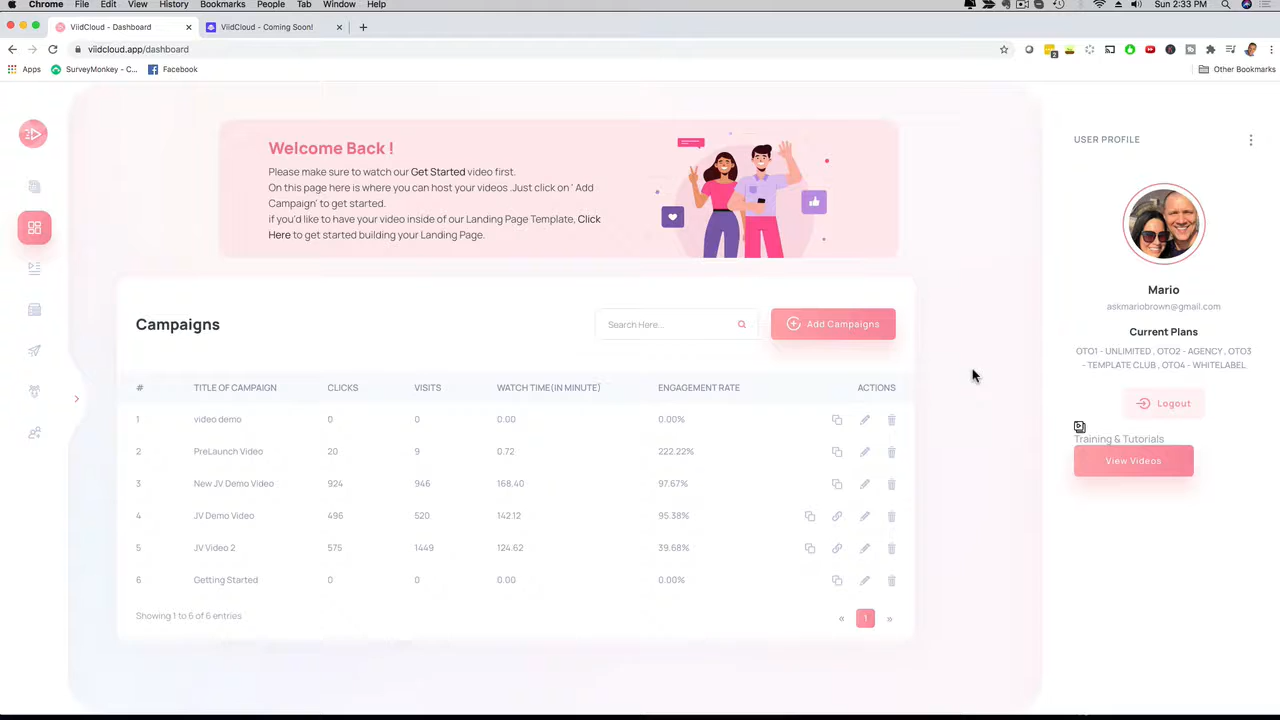 Chrome File Edit View History Bookmarks People Tab Window Help
Sun 2:33 PM
ViidCloud - Dashboard
ViidCloud - Coming Soon!
viidcloud.app/dashboard
2
Apps
SurveyMonkey - C...
Facebook
Other Bookmarks
Welcome Back !
Please make sure to watch our Get Started video first.
On this page here is where you can host your videos .Just click on ' Add
Campaign' to get started.
if you'd like to have your video inside of our Landing Page Template, Click
Here to get started building your Landing Page.
Campaigns
Search Here...
Add Campaigns
# TITLE OF CAMPAIGN CLICKS VISITS WATCH TIME(IN MINUTE) ENGAGEMENT RATE ACTIONS
1 video demo 0 0 0.00 0.00%
2 PreLaunch Video 20 9 0.72 222.22%
3 New JV Demo Video 924 946 168.40 97.67%
4 JV Demo Video 496 520 142.12 95.38%
5 JV Video 2 575 1449 124.62 39.68%
6 Getting Started 0 0 0.00 0.00%
Showing 1 to 6 of 6 entries
« 1 »
USER PROFILE
Mario
askmariobrown@gmail.com
Current Plans
OTO1 - UNLIMITED , OTO2 - AGENCY , OTO3
- TEMPLATE CLUB , OTO4 - WHITELABEL
Logout
Training & Tutorials
View Videos